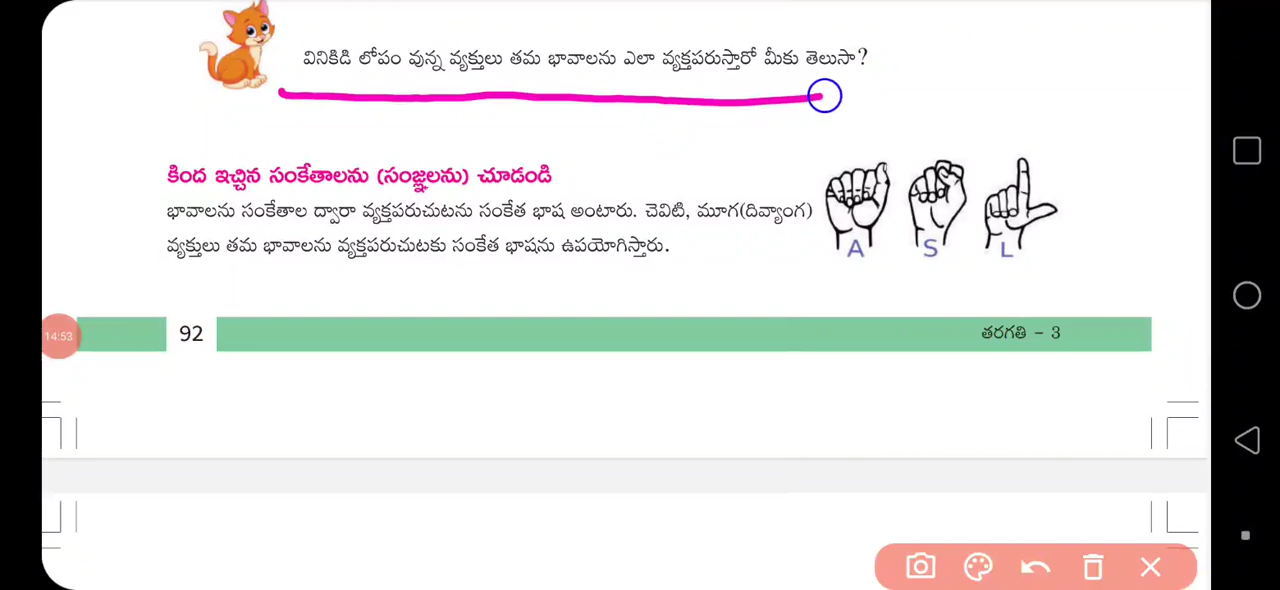 వినికిడి లోపం వున్న వ్యక్తులు తమ భావాలను ఎలా వ్యక్తపరుస్తారో మీకు తెలుసా?
కింద ఇచ్చిన సంకేతాలను (సంజ్ఞలను) చూడండి
భావాలను సంకేతాల ద్వారా వ్యక్తపరుచుటను సంకేత భాష అంటారు. చెవిటి, మూగ(దివ్యాంగ)
వ్యక్తులు తమ భావాలను వ్యక్తపరుచుటకు సంకేత భాషను ఉపయోగిస్తారు.
A S L
14:53
92
తరగతి - 3